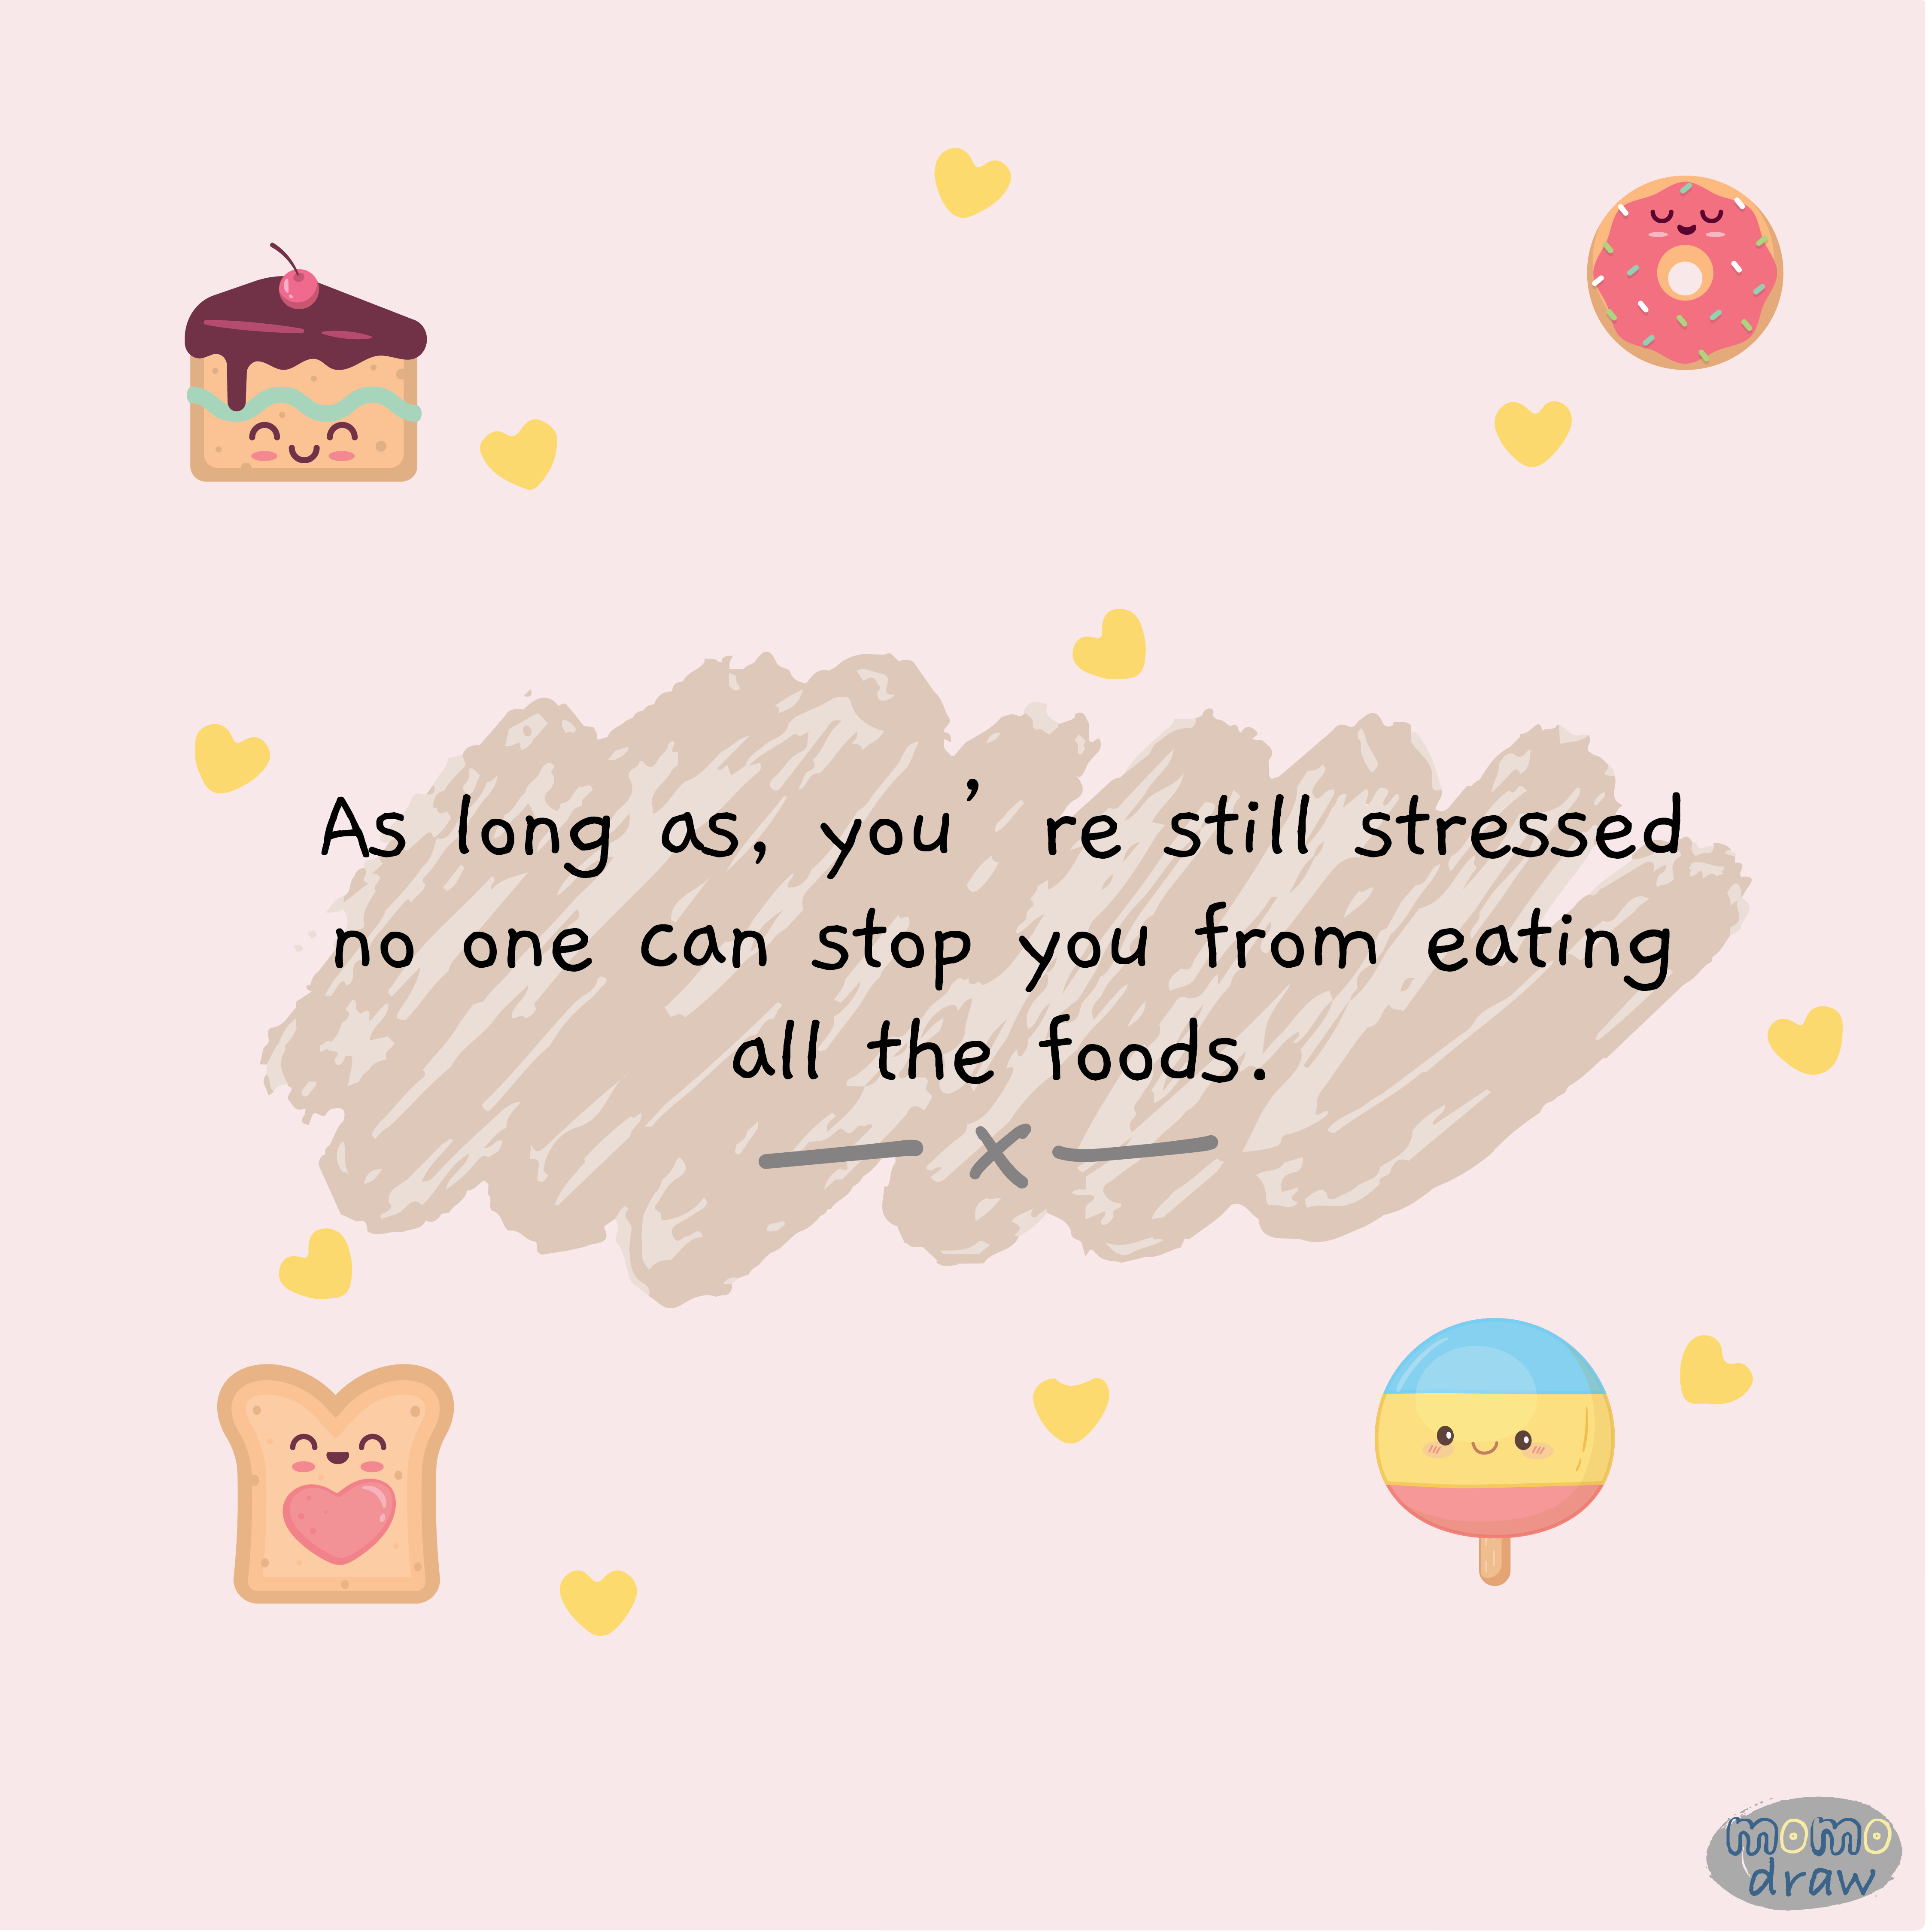 As long as, you’ re still stressed
no one can stop you from eating
all the foods.
x
momo
draw